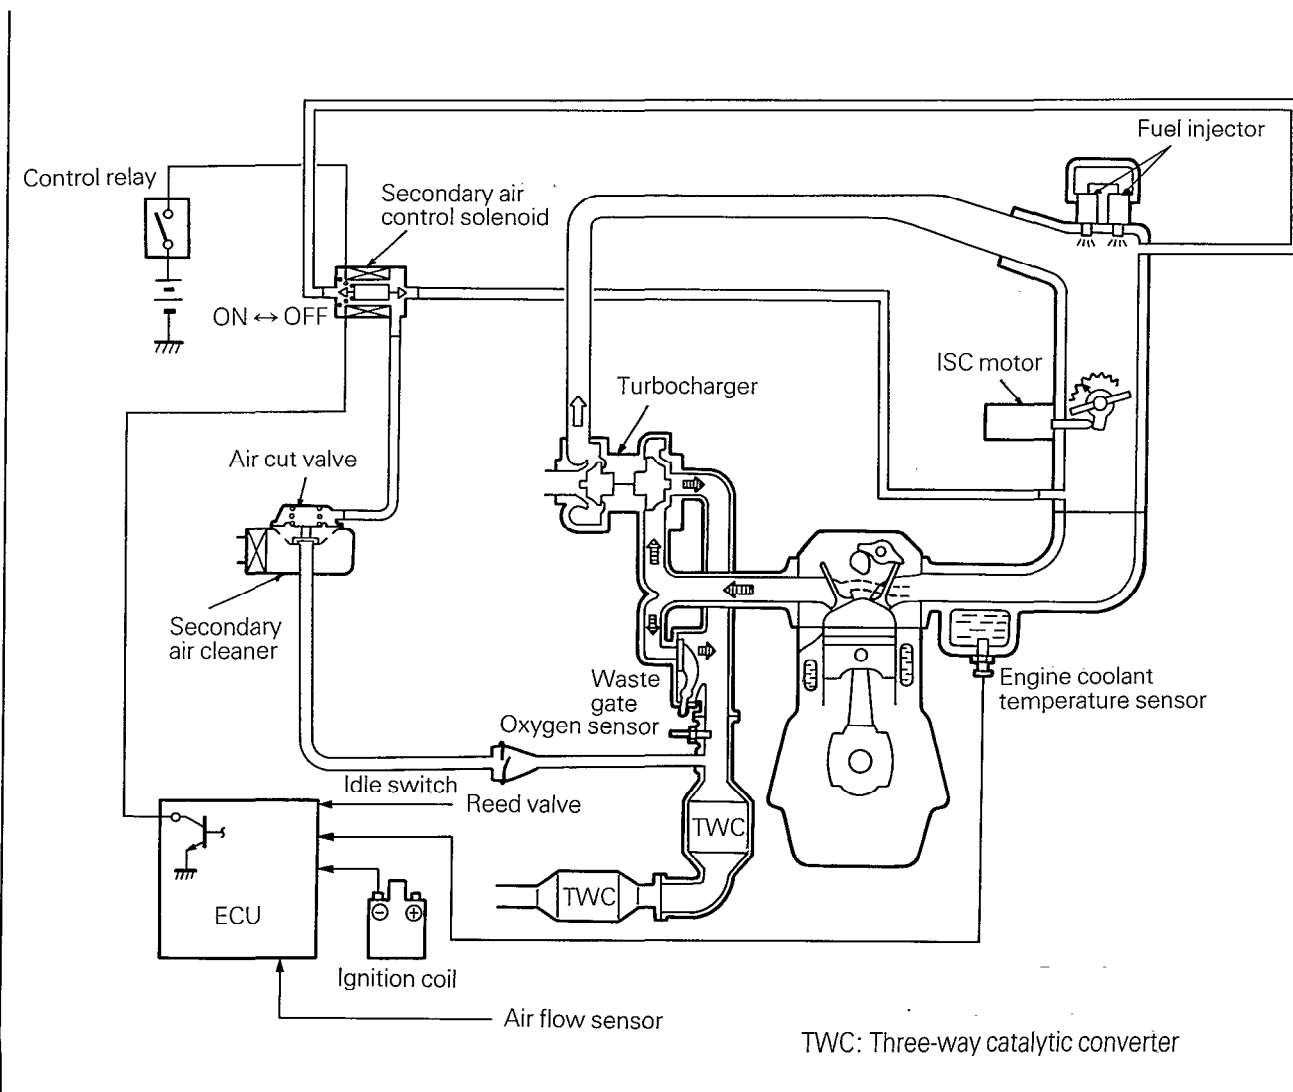 Fuel injector
Control relay
Secondary air
control solenoid
ON ↔ OFF
ISC motor
Turbocharger
Air cut valve
Secondary
air cleaner
Waste
gate
Oxygen sensor
Engine coolant
temperature sensor
Idle switch
Reed valve
TWC
TWC
ECU
Ignition coil
Air flow sensor
TWC: Three-way catalytic converter